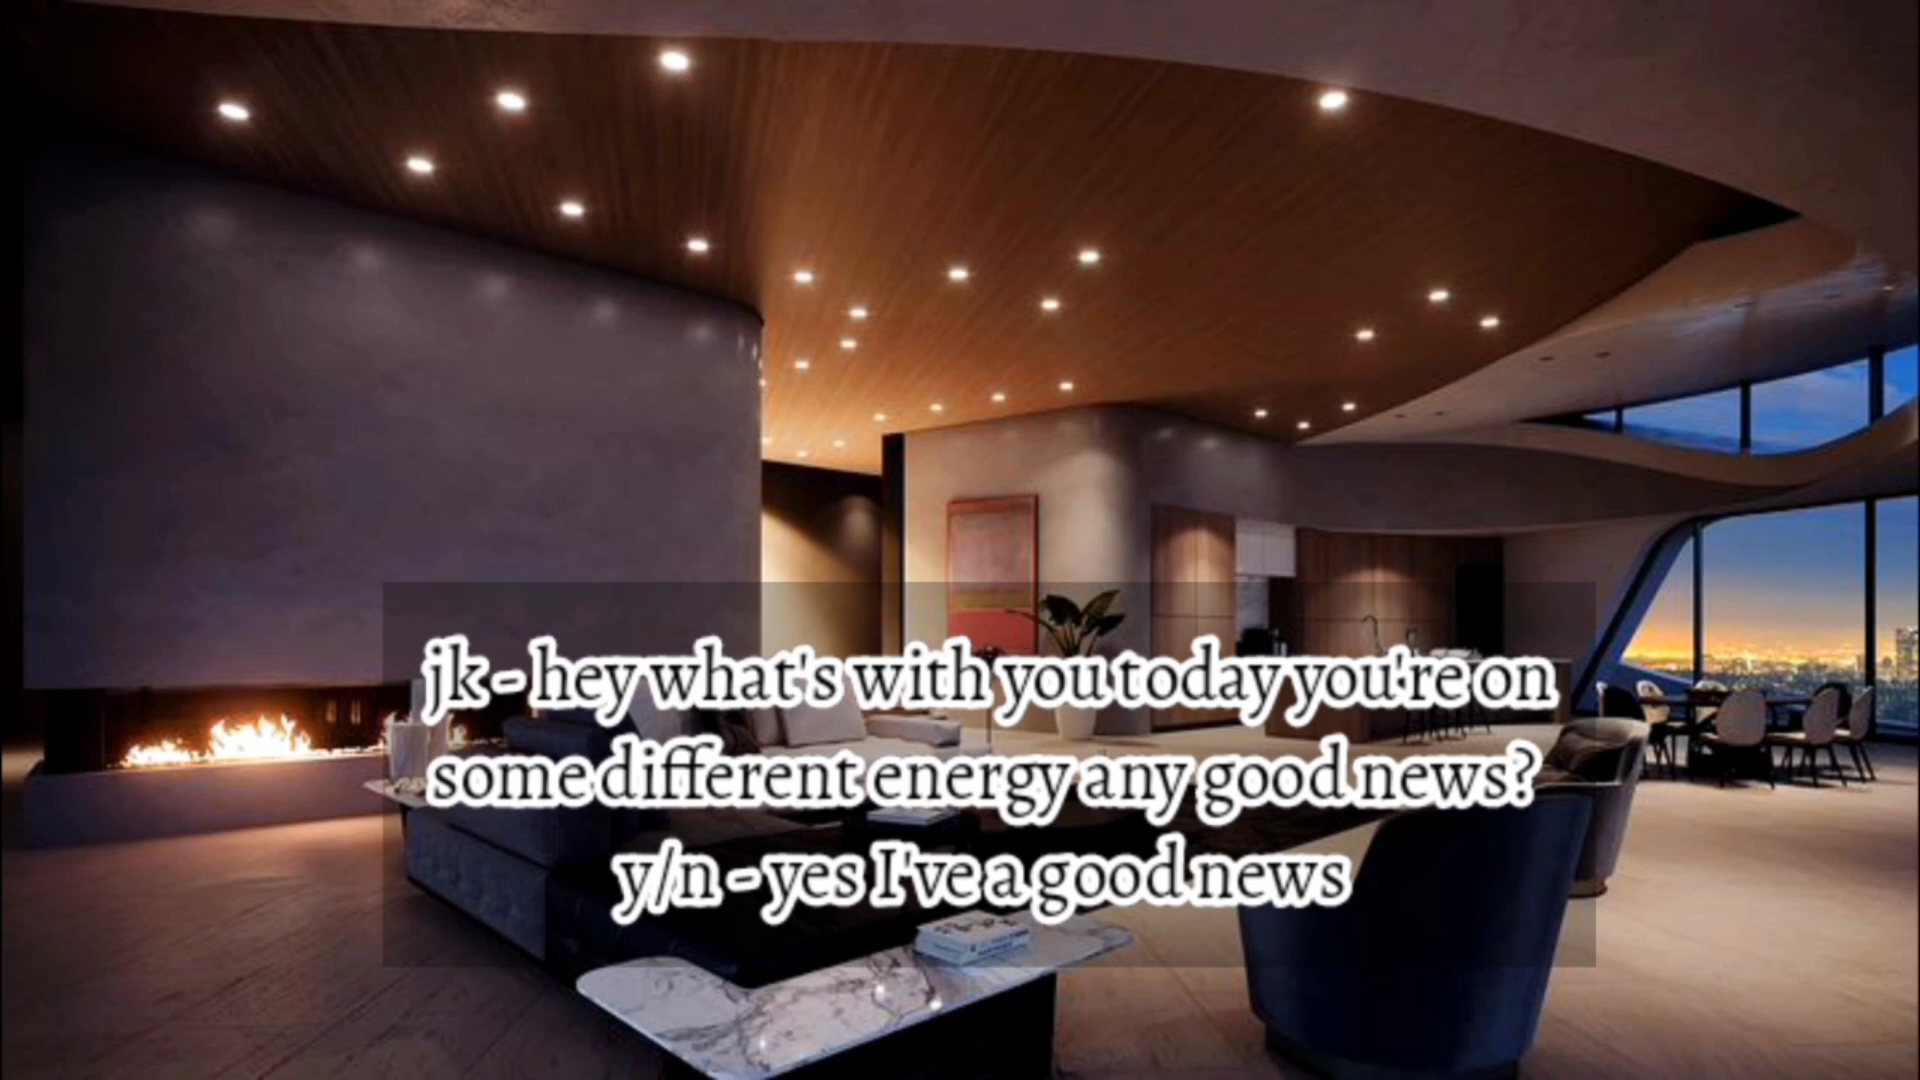 jk - hey what's with you today you're on
some different energy any good news?
y/n - yes I've a good news